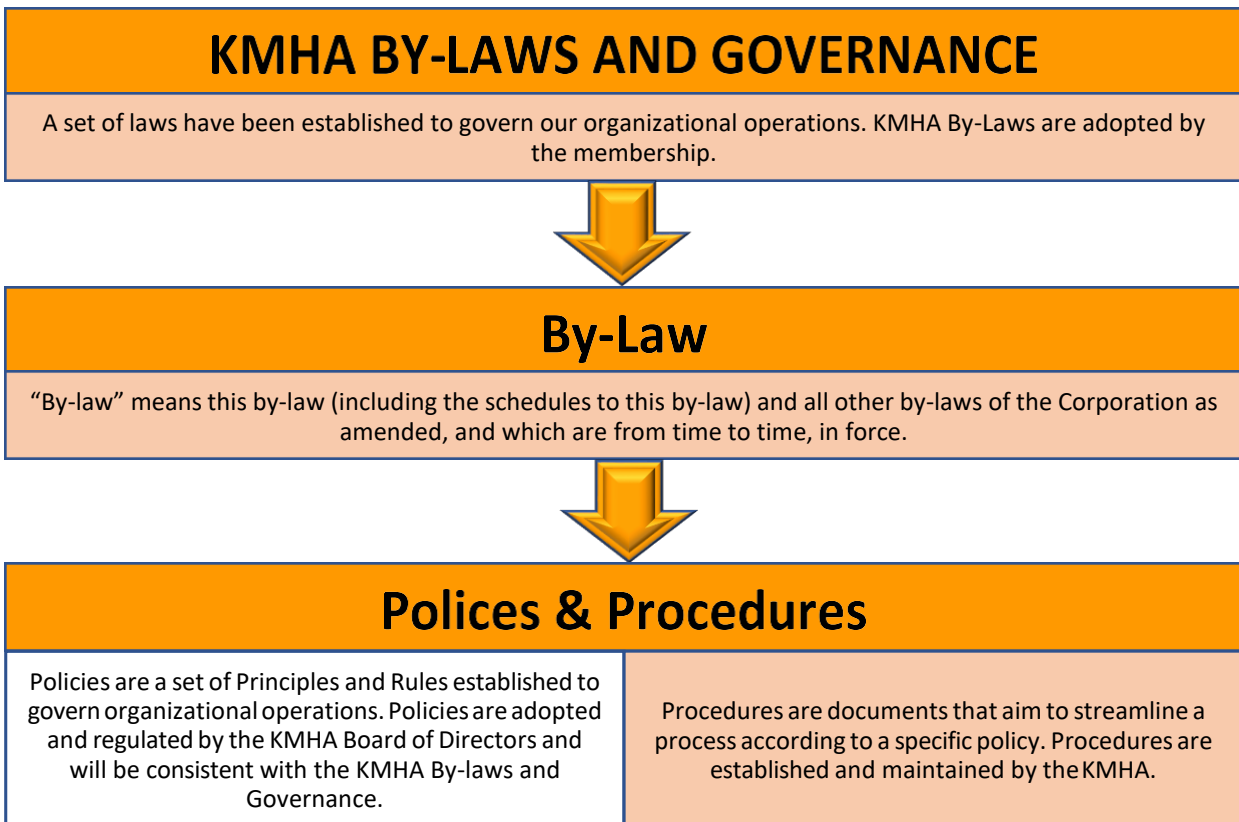 KMHA BY-LAWS AND GOVERNANCE
A set of laws have been established to govern our organizational operations. KMHA By-Laws are adopted by
the membership.
By-Law
“By-law” means this by-law (including the schedules to this by-law) and all other by-laws of the Corporation as
amended, and which are from time to time, in force.
Polices & Procedures
Policies are a set of Principles and Rules established to
govern organizational operations. Policies are adopted
and regulated by the KMHA Board of Directors and
will be consistent with the KMHA By-laws and
Governance.
Procedures are documents that aim to streamline a
process according to a specific policy. Procedures are
established and maintained by the KMHA.